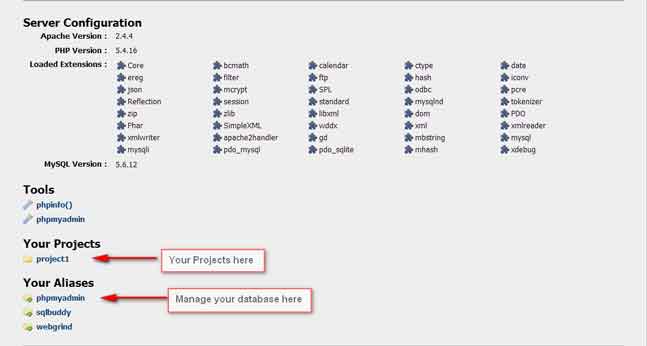 Server Configuration
Apache Version : 2.4.4
PHP Version : 5.4.16
Loaded Extensions : Core bcmath calendar ctype date
ereg filter ftp hash iconv
json mcrypt SPL odbc pcre
Reflection session standard mysqlnd tokenizer
zip zlib libxml dom PDO
Phar SimpleXML wddx xml xmlreader
xmlwriter apache2handler gd mbstring mysql
mysqli pdo_mysql pdo_sqlite mhash xdebug
MySQL Version : 5.6.12
Tools
phpinfo()
phpmyadmin
Your Projects
project1 Your Projects here
Your Aliases
phpmyadmin Manage your database here
sqlbuddy
webgrind